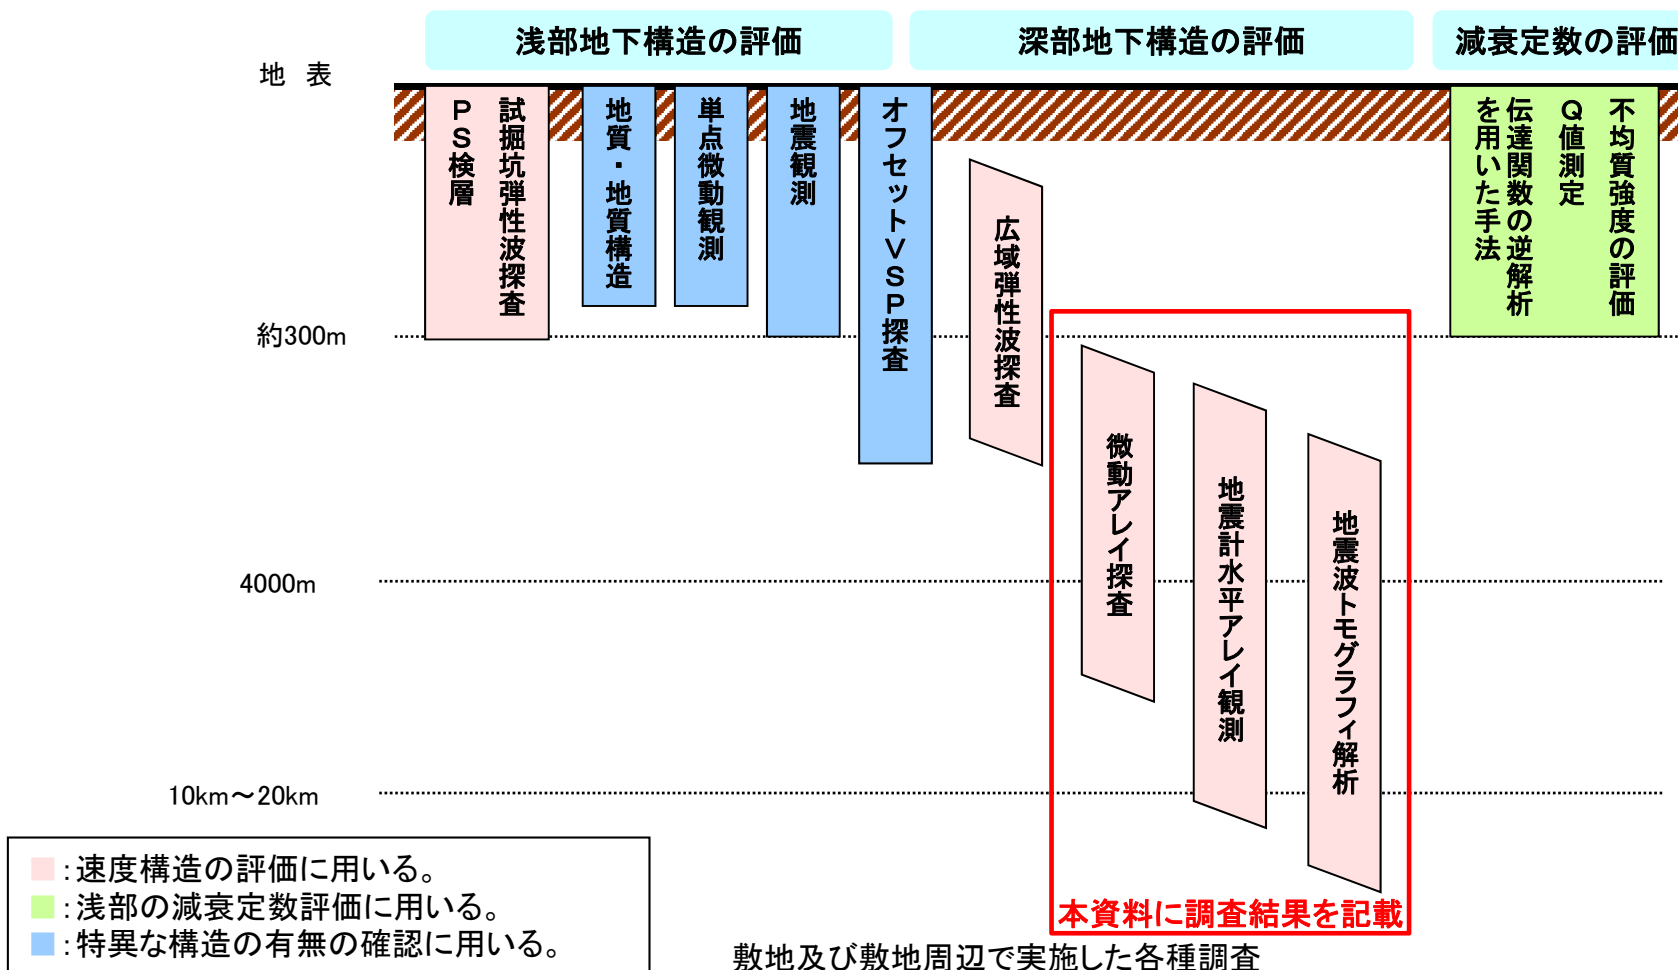 浅部地下構造の評価
深部地下構造の評価
減衰定数の評価
地 表
試掘坑弾性波探査
PS検層
地質・地質構造
単点微動観測
地震観測
オフセットVSP探査
広域弾性波探査
微動アレイ探査
地震計水平アレイ観測
地震波トモグラフィ解析
不均質強度の評価
Q値測定
伝達関数の逆解析
を用いた手法
約300m
4000m
10km～20km
本資料に調査結果を記載
:速度構造の評価に用いる。
:浅部の減衰定数評価に用いる。
:特異な構造の有無の確認に用いる。
敷地及び敷地周辺で実施した各種調査